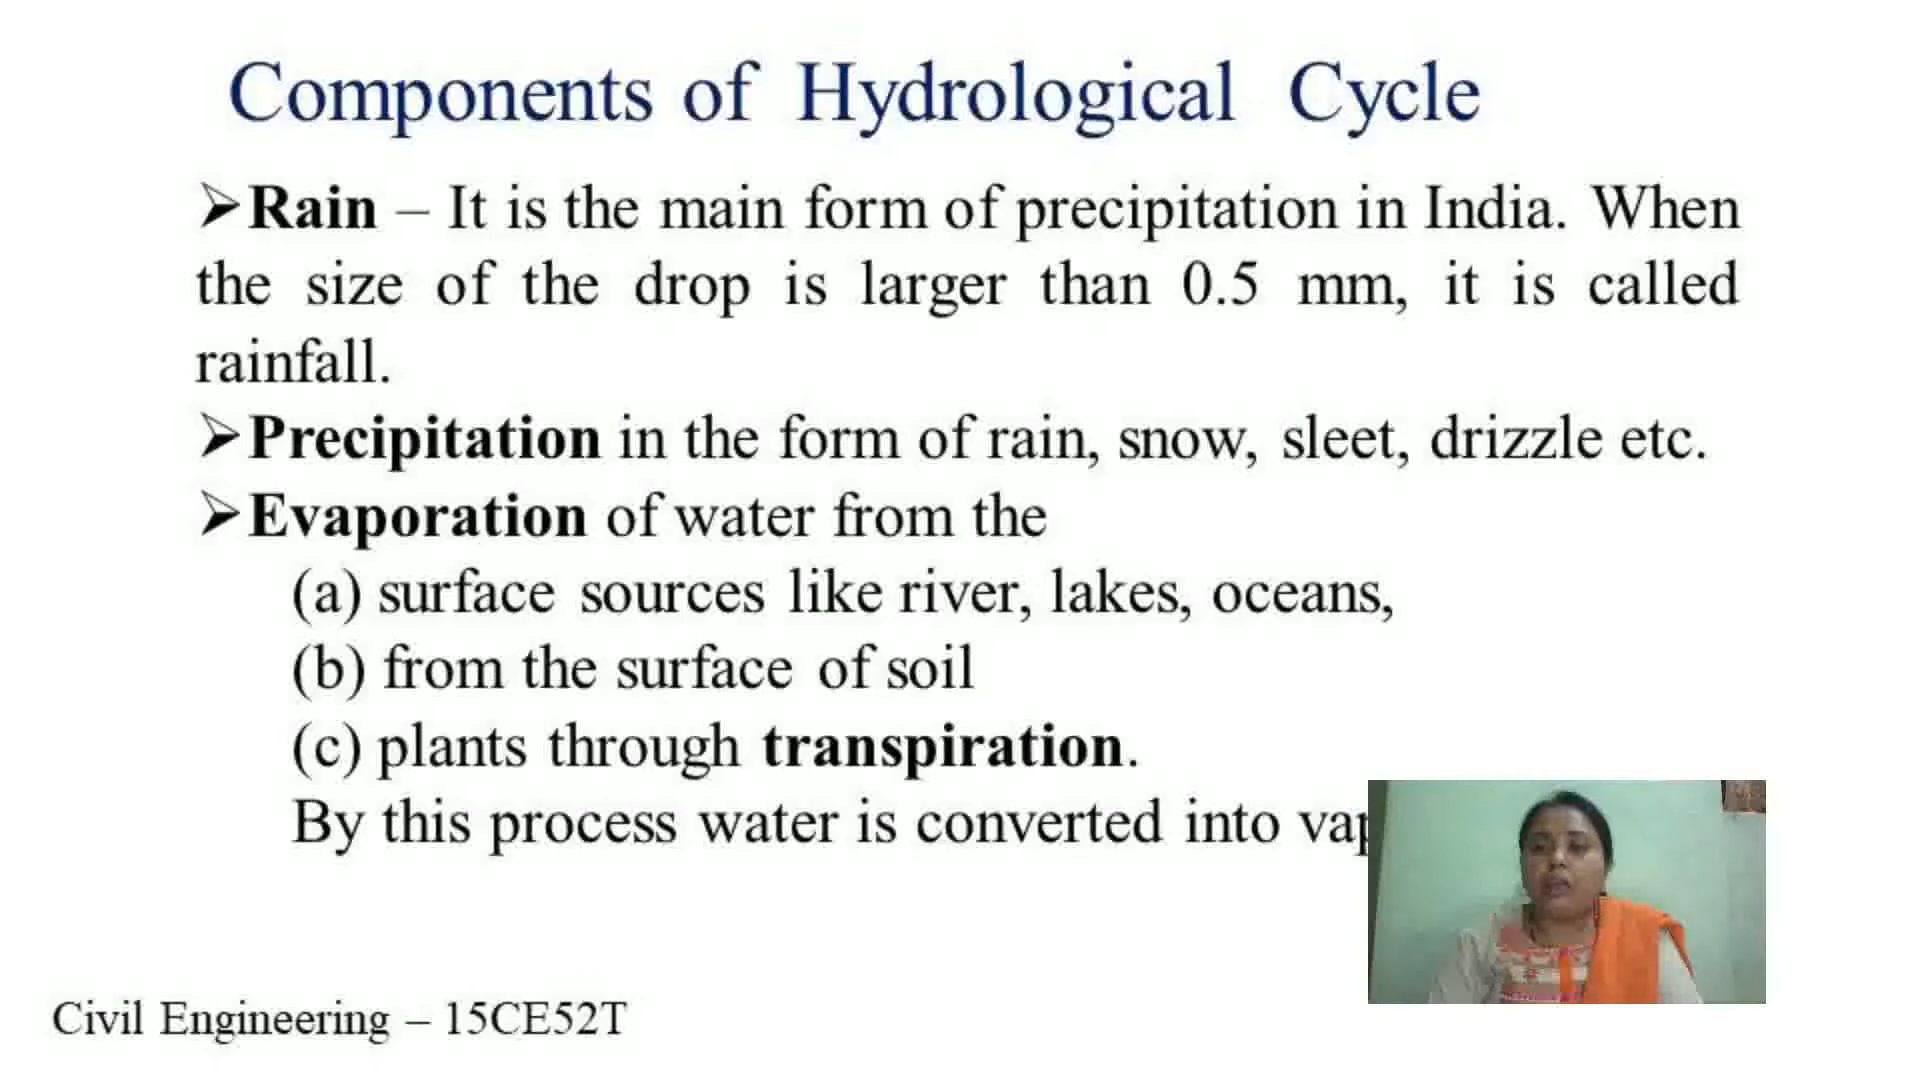 Components of Hydrological Cycle
➢Rain – It is the main form of precipitation in India. When
the size of the drop is larger than 0.5 mm, it is called
rainfall.
➢Precipitation in the form of rain, snow, sleet, drizzle etc.
➢Evaporation of water from the
(a) surface sources like river, lakes, oceans,
(b) from the surface of soil
(c) plants through transpiration.
By this process water is converted into
Civil Engineering – 15CE52T